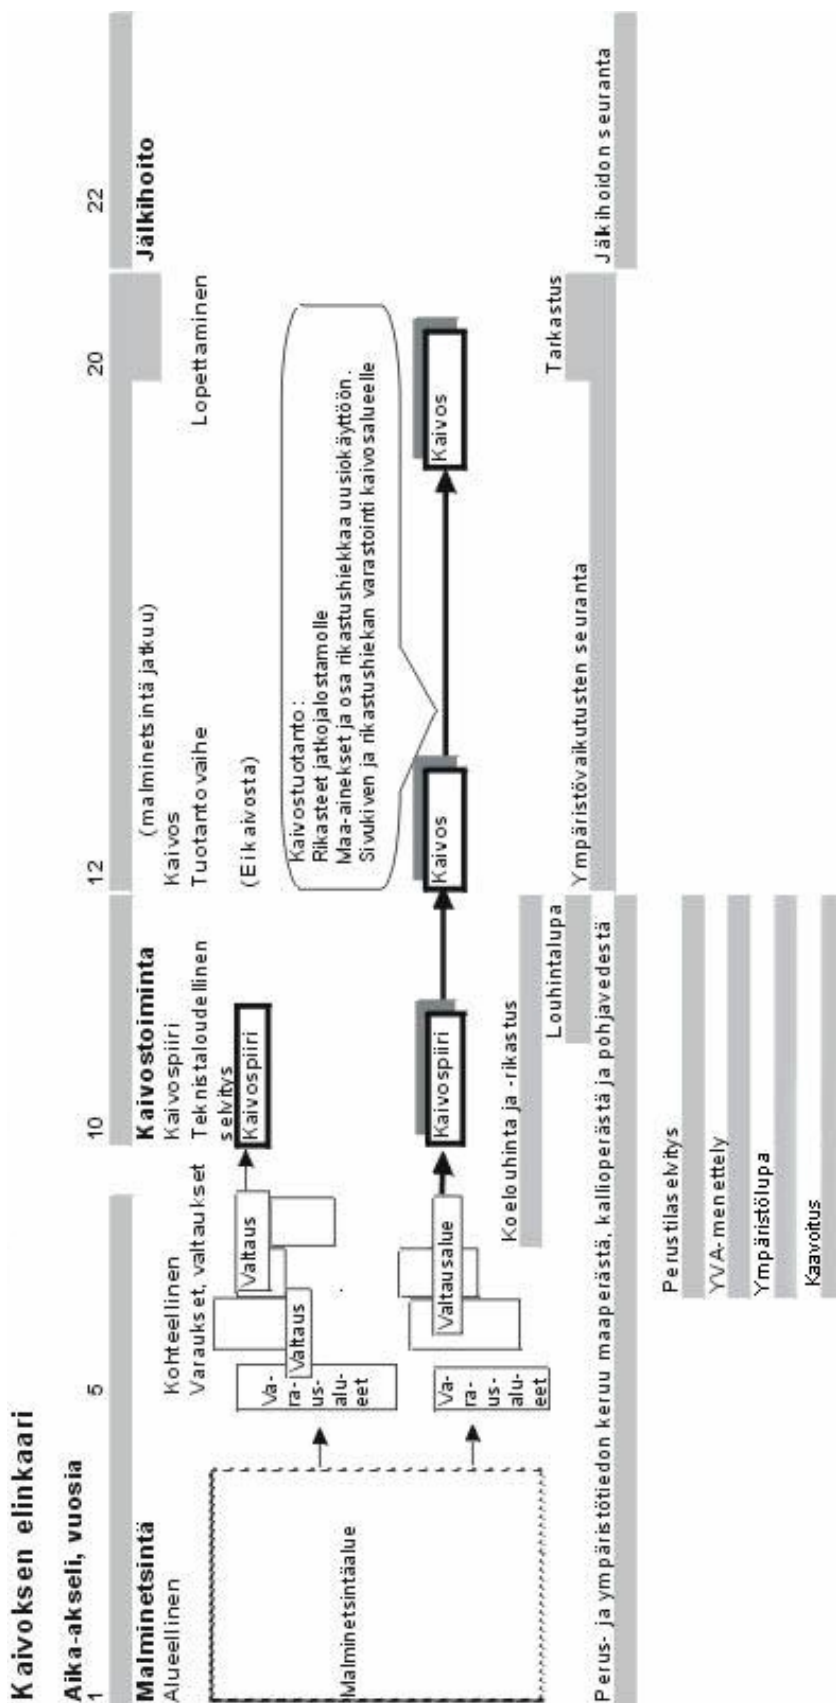 Kaivoksen elinkaari
Aika-akseli, vuosia
1
5
10
12
20
22
Malminetsintä
Alueellinen
Kohteellinen
Varaukset, valtaukset
Kaivostoiminta
Kaivospiiri
Teknistaloudellinen
selvitys
(malminetsintä jatkuu)
Kaivos
Tuotantovaihe
(Ei kaivosta)
Lopettaminen
Jälkihoito
Malminetsintäalue
Va-
ra-
us-
alu-
eet
Valtaus
Valtaus
Kaivospiiri
Kaivostuotanto:
Rikasteet jatkojalostamolle
Maa-ainekset ja osa rikastushiekkaa uusiokäyttöön.
Sivukiven ja rikastushiekan varastointi kaivosalueelle
Va-
ra-
us-
alu-
eet
Valtausalue
Kaivospiiri
Kaivos
Kaivos
Koelouhinta ja -rikastus
Louhintalupa
Tarkastus
Ympäristövaikutusten seuranta
Perus- ja ympäristötiedon keruu maaperästä, kallioperästä ja pohjavedestä
Jäkihoidon seuranta
Perustilaselvitys
YVA-menettely
Ympäristölupa
Kaavoitus